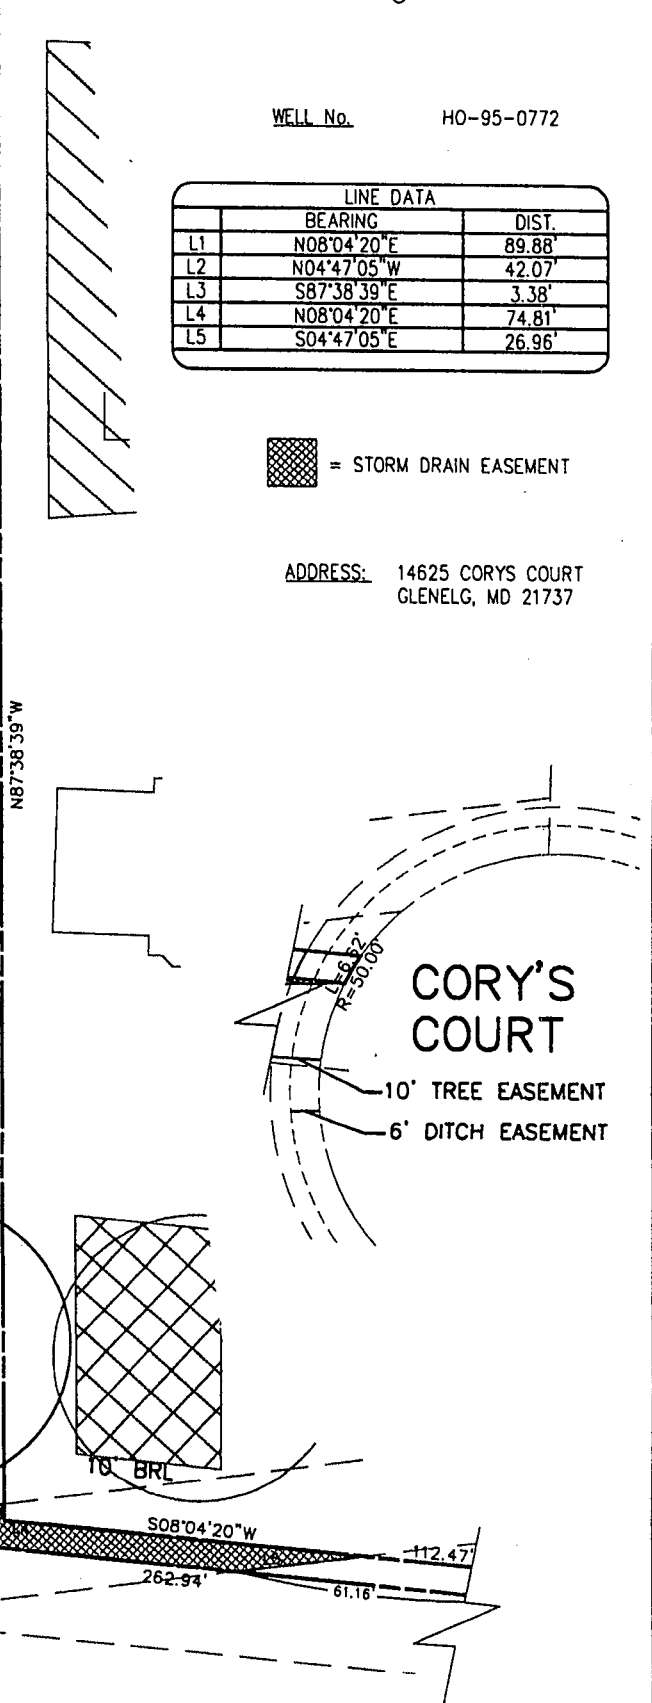 WELL No. HO-95-0772
LINE DATA
BEARING DIST.
L1 N08°04'20"E 89.88'
L2 N04°47'05"W 42.07'
L3 S87°38'39"E 3.38'
L4 N08°04'20"E 74.81'
L5 S04°47'05"E 26.96'
= STORM DRAIN EASEMENT
ADDRESS: 14625 CORYS COURT
GLENELG, MD 21737
N87°38'39"W
L=6.62'
R=50.00'
CORY'S
COURT
10' TREE EASEMENT
6' DITCH EASEMENT
10' BRL
S08°04'20"W
112.47'
262.94'
61.16'